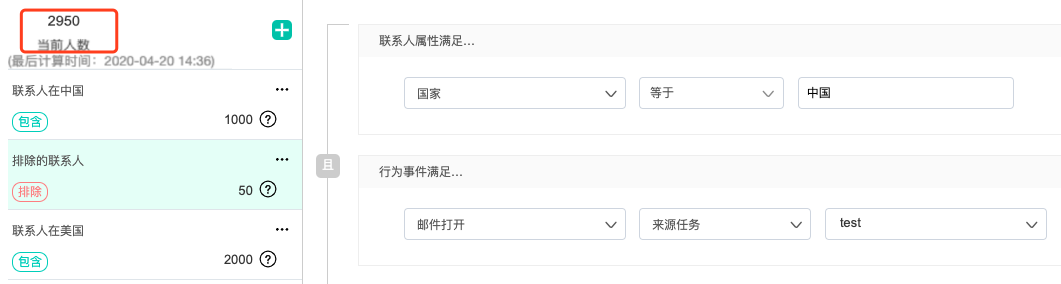 2950
当前人数
(最后计算时间：2020-04-20 14:36)
联系人在中国
包含
1000
排除的联系人
排除
50
联系人在美国
包含
2000
联系人属性满足...
国家 等于 中国
且
行为事件满足...
邮件打开 来源任务 test